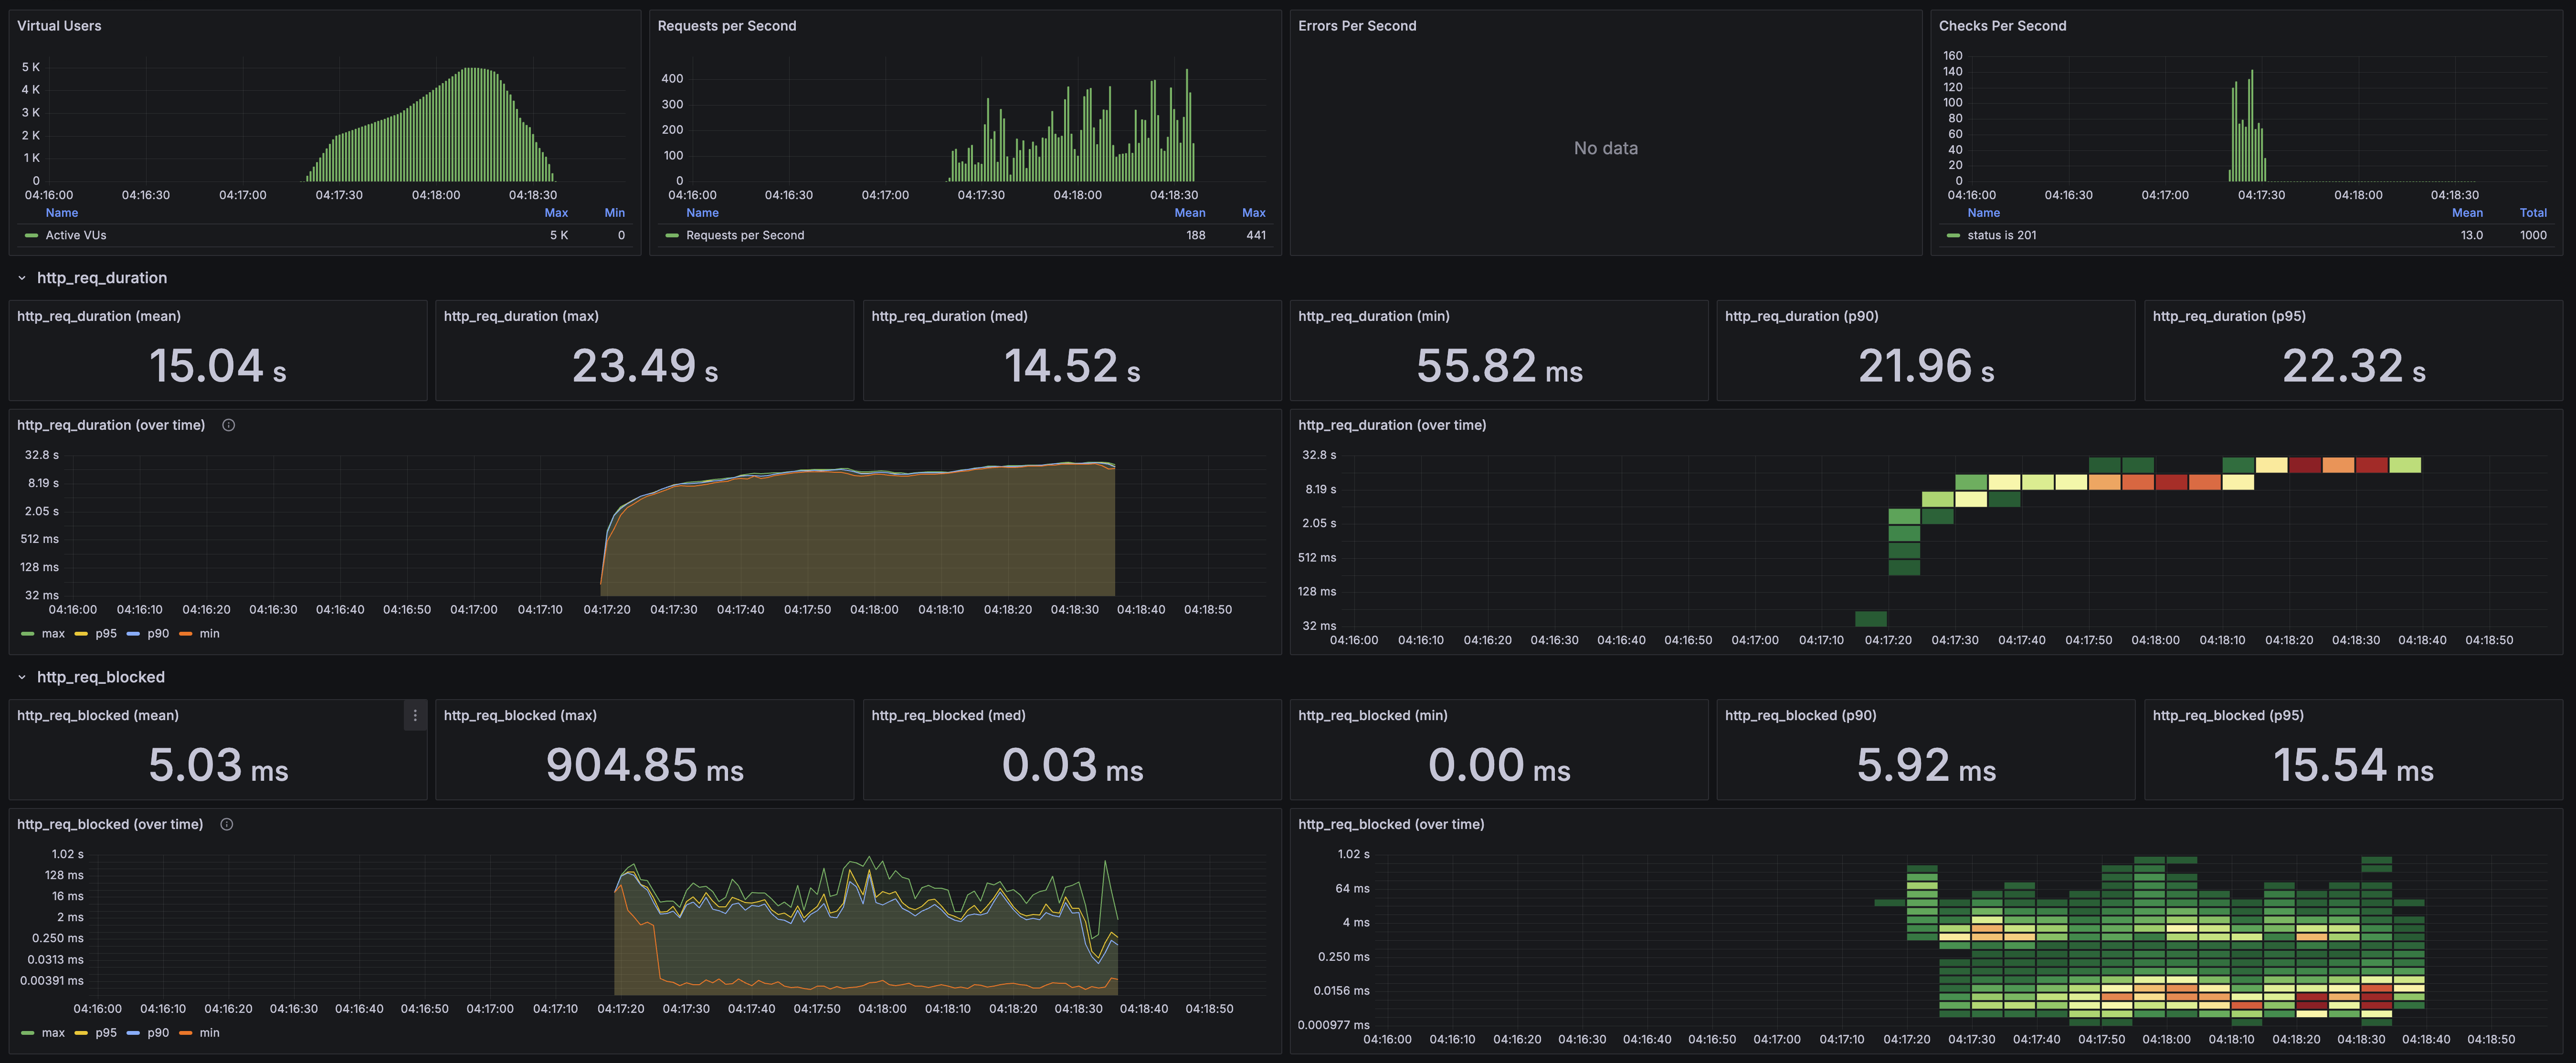 Virtual Users
5 K
4 K
3 K
2 K
1 K
0
04:16:00 04:16:30 04:17:00 04:17:30 04:18:00 04:18:30
Name Max Min
Active VUs 5 K 0
Requests per Second
400
300
200
100
0
04:16:00 04:16:30 04:17:00 04:17:30 04:18:00 04:18:30
Name Mean Max
Requests per Second 188 441
Errors Per Second
No data
Checks Per Second
160
140
120
100
80
60
40
20
0
04:16:00 04:16:30 04:17:00 04:17:30 04:18:00 04:18:30
Name Mean Total
status is 201 13.0 1000
http_req_duration
http_req_duration (mean)
15.04 s
http_req_duration (max)
23.49 s
http_req_duration (med)
14.52 s
http_req_duration (min)
55.82 ms
http_req_duration (p90)
21.96 s
http_req_duration (p95)
22.32 s
http_req_duration (over time)
32.8 s
8.19 s
2.05 s
512 ms
128 ms
32 ms
04:16:00 04:16:10 04:16:20 04:16:30 04:16:40 04:16:50 04:17:00 04:17:10 04:17:20 04:17:30 04:17:40 04:17:50 04:18:00 04:18:10 04:18:20 04:18:30 04:18:40 04:18:50
max p95 p90 min
http_req_duration (over time)
32.8 s
8.19 s
2.05 s
512 ms
128 ms
32 ms
04:16:00 04:16:10 04:16:20 04:16:30 04:16:40 04:16:50 04:17:00 04:17:10 04:17:20 04:17:30 04:17:40 04:17:50 04:18:00 04:18:10 04:18:20 04:18:30 04:18:40 04:18:50
http_req_blocked
http_req_blocked (mean)
5.03 ms
http_req_blocked (max)
904.85 ms
http_req_blocked (med)
0.03 ms
http_req_blocked (min)
0.00 ms
http_req_blocked (p90)
5.92 ms
http_req_blocked (p95)
15.54 ms
http_req_blocked (over time)
1.02 s
128 ms
16 ms
2 ms
0.250 ms
0.0313 ms
0.00391 ms
04:16:00 04:16:10 04:16:20 04:16:30 04:16:40 04:16:50 04:17:00 04:17:10 04:17:20 04:17:30 04:17:40 04:17:50 04:18:00 04:18:10 04:18:20 04:18:30 04:18:40 04:18:50
max p95 p90 min
http_req_blocked (over time)
1.02 s
64 ms
4 ms
0.250 ms
0.0156 ms
0.000977 ms
04:16:00 04:16:10 04:16:20 04:16:30 04:16:40 04:16:50 04:17:00 04:17:10 04:17:20 04:17:30 04:17:40 04:17:50 04:18:00 04:18:10 04:18:20 04:18:30 04:18:40 04:18:50